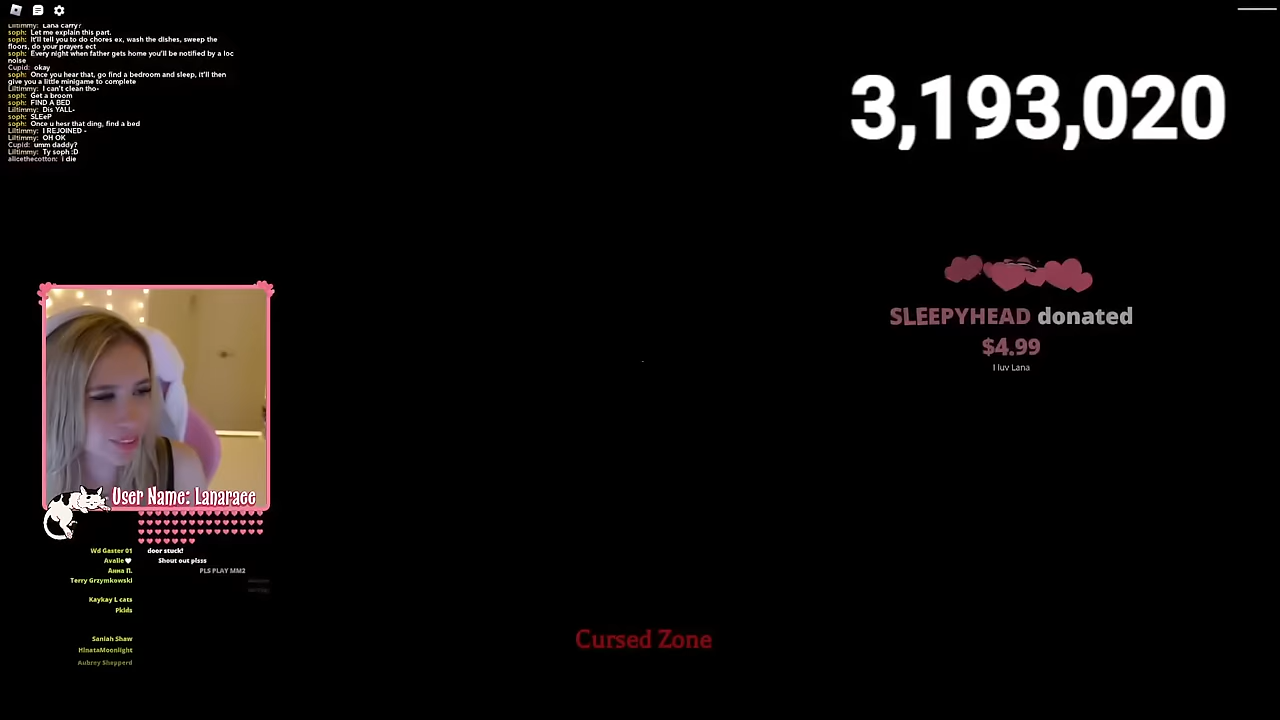 Liltimmy: Lana carry?
soph: Let me explain this part.
soph: It'll tell you to do chores ex, wash the dishes, sweep the
floors, do your prayers ect
soph: Every night when father gets home you'll be notified by a loc
noise
Cupid: okay
soph: Once you hear that, go find a bedroom and sleep, it'll then
give you a little minigame to complete
Liltimmy: I can't clean tho-
soph: Get a broom
soph: FIND A BED
Liltimmy: Dis YALL-
soph: SLEeP
soph: Once u hesr that ding, find a bed
Liltimmy: I REJOINED -
Liltimmy: OH OK
Cupid: umm daddy?
Liltimmy: Ty soph :D
alicethecotton: i die
3,193,020
SLEEPYHEAD donated
$4.99
I luv Lana
User Name: Lanaraee
Wd Gaster 01 door stuck!
Avalie🤍 Shout out plsss
Анна П. PLS PLAY MM2
Terry Grzymkowski
Kaykay L cats
Pkids
Saniah Shaw
HinataMoonlight
Aubrey Shepperd
Cursed Zone